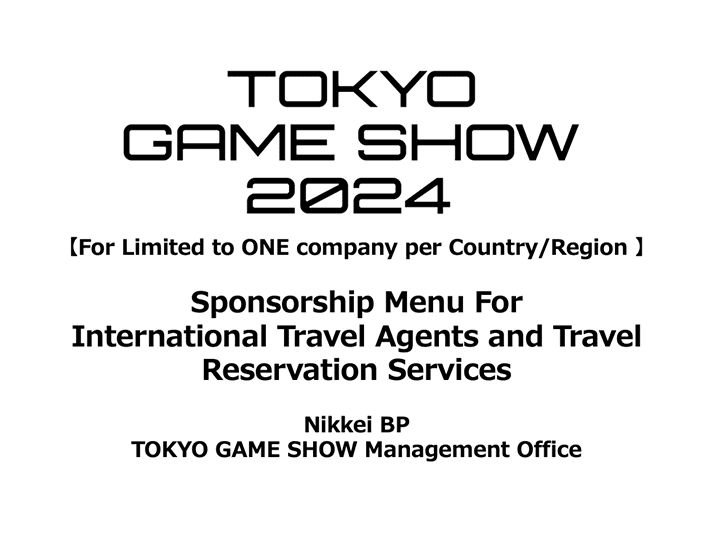 TOKYO
GAME SHOW
2024
【For Limited to ONE company per Country/Region 】
Sponsorship Menu For
International Travel Agents and Travel
Reservation Services
Nikkei BP
TOKYO GAME SHOW Management Office